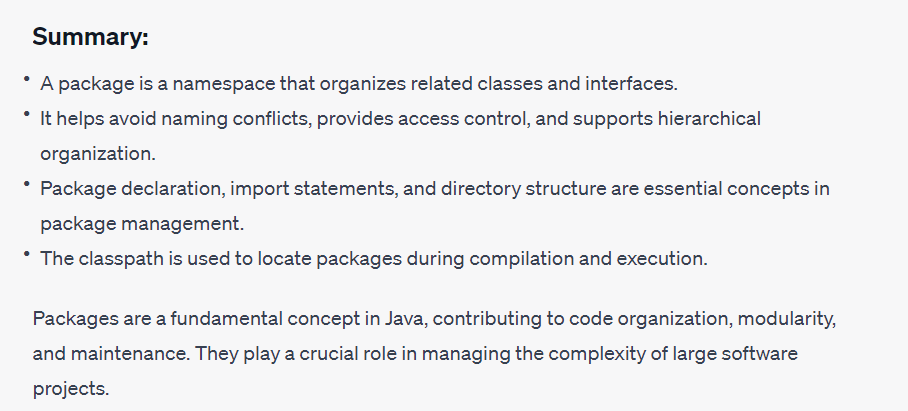 Summary:
• A package is a namespace that organizes related classes and interfaces.
• It helps avoid naming conflicts, provides access control, and supports hierarchical
organization.
• Package declaration, import statements, and directory structure are essential concepts in
package management.
• The classpath is used to locate packages during compilation and execution.
Packages are a fundamental concept in Java, contributing to code organization, modularity,
and maintenance. They play a crucial role in managing the complexity of large software
projects.